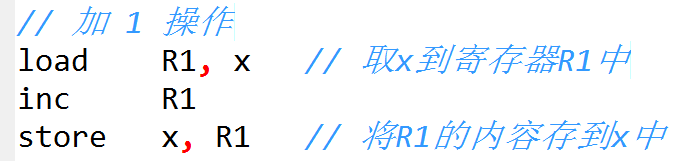 // 加 1 操作
load R1, x // 取x到寄存器R1中
inc R1
store x, R1 // 将R1的内容存到x中